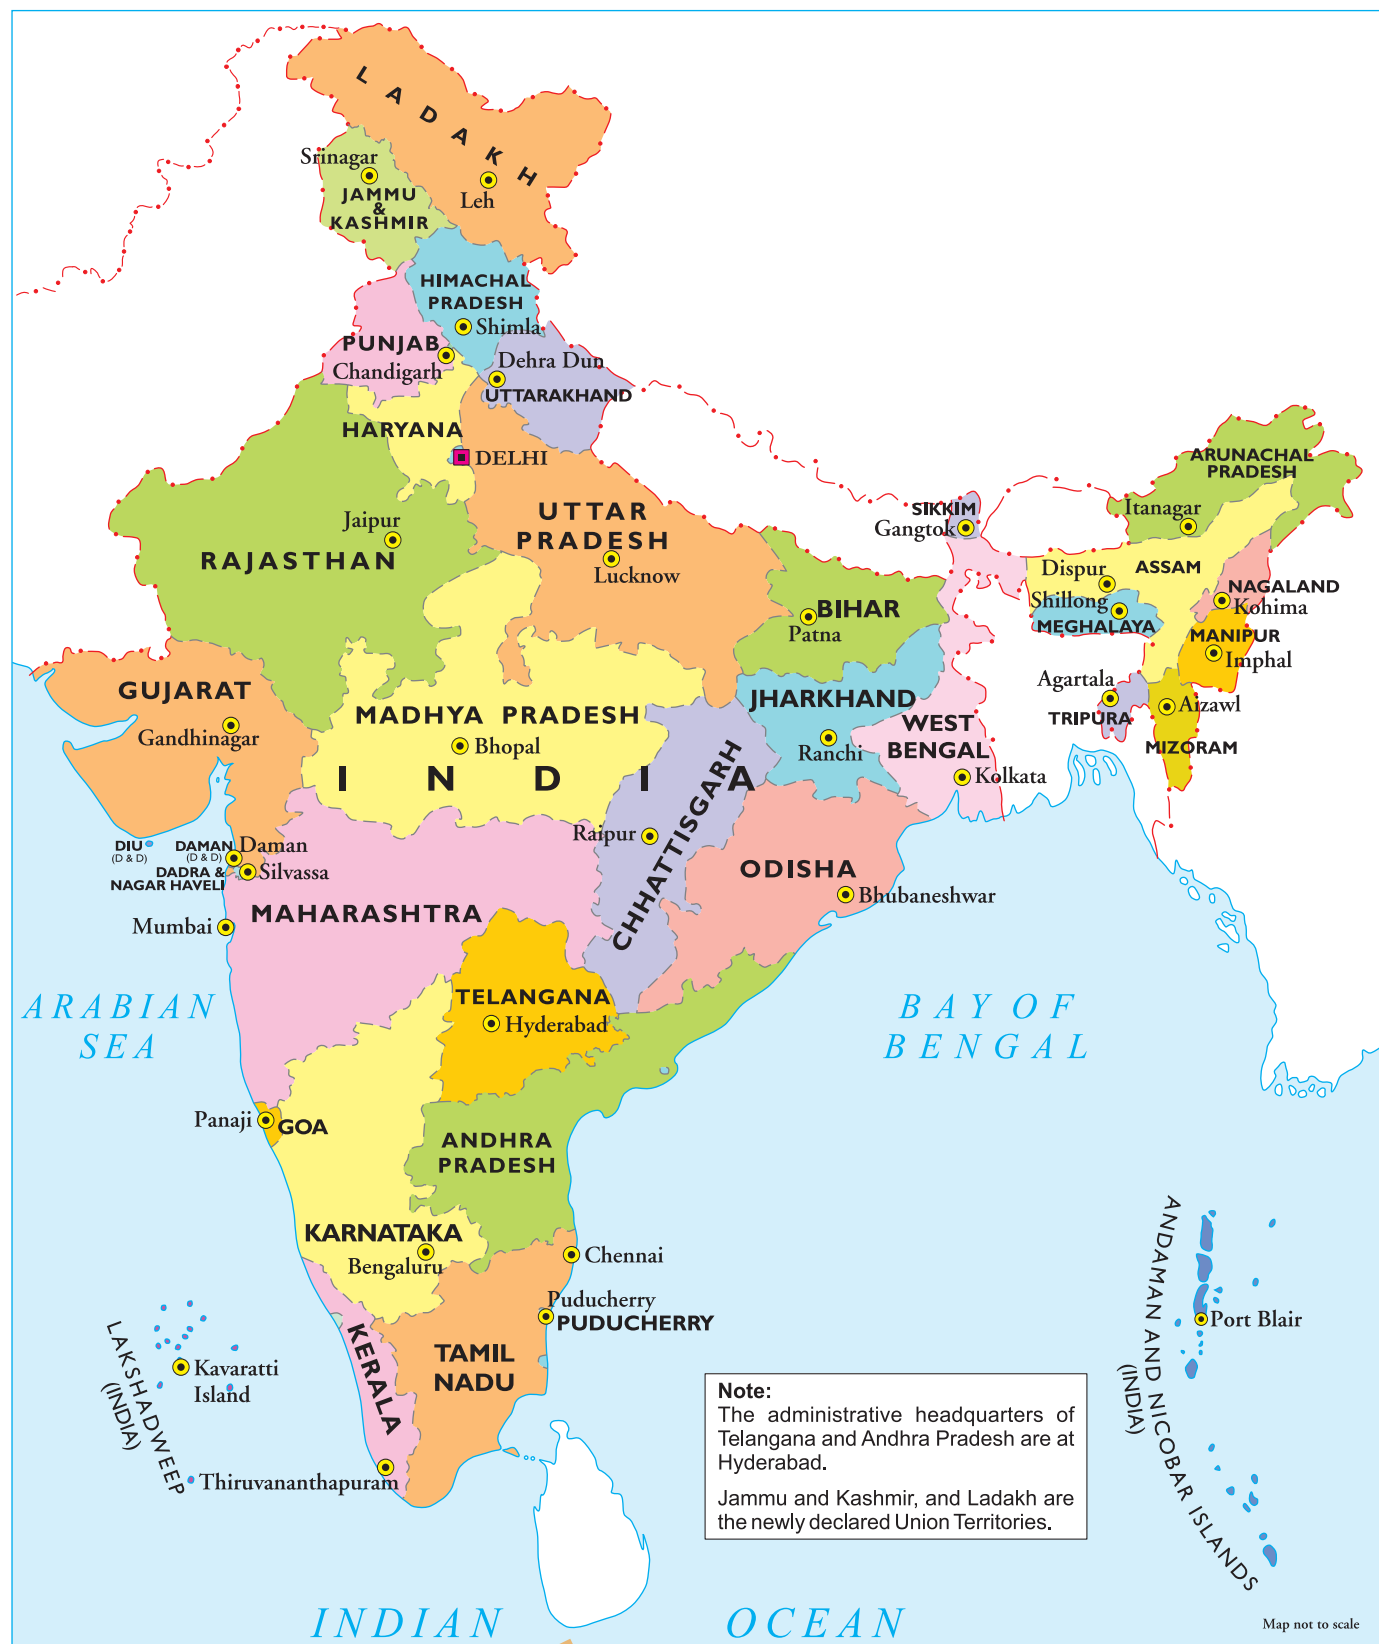 LADAKH
Srinagar
JAMMU
&
KASHMIR
Leh
HIMACHAL
PRADESH
Shimla
PUNJAB
Chandigarh
Dehra Dun
UTTARAKHAND
HARYANA
DELHI
ARUNACHAL
PRADESH
Itanagar
SIKKIM
Gangtok
UTTAR
PRADESH
Lucknow
Jaipur
RAJASTHAN
Dispur
ASSAM
NAGALAND
Kohima
Shillong
MEGHALAYA
BIHAR
Patna
MANIPUR
Imphal
Agartala
TRIPURA
Aizawl
MIZORAM
GUJARAT
Gandhinagar
MADHYA PRADESH
Bhopal
JHARKHAND
Ranchi
WEST
BENGAL
Kolkata
INDIA
CHHATTISGARH
Raipur
DIU
(D & D)
DAMAN
(D & D)
Daman
DADRA &
NAGAR HAVELI
Silvassa
ODISHA
Bhubaneshwar
MAHARASHTRA
Mumbai
TELANGANA
Hyderabad
ARABIAN
SEA
BAY OF
BENGAL
Panaji
GOA
ANDHRA
PRADESH
KARNATAKA
Bengaluru
Chennai
Puducherry
PUDUCHERRY
ANDAMAN AND NICOBAR ISLANDS
(INDIA)
Port Blair
LAKSHADWEEP
(INDIA)
Kavaratti
Island
KERALA
TAMIL
NADU
Thiruvananthapuram
Note:
The administrative headquarters of
Telangana and Andhra Pradesh are at
Hyderabad.
Jammu and Kashmir, and Ladakh are
the newly declared Union Territories.
INDIAN OCEAN
Map not to scale